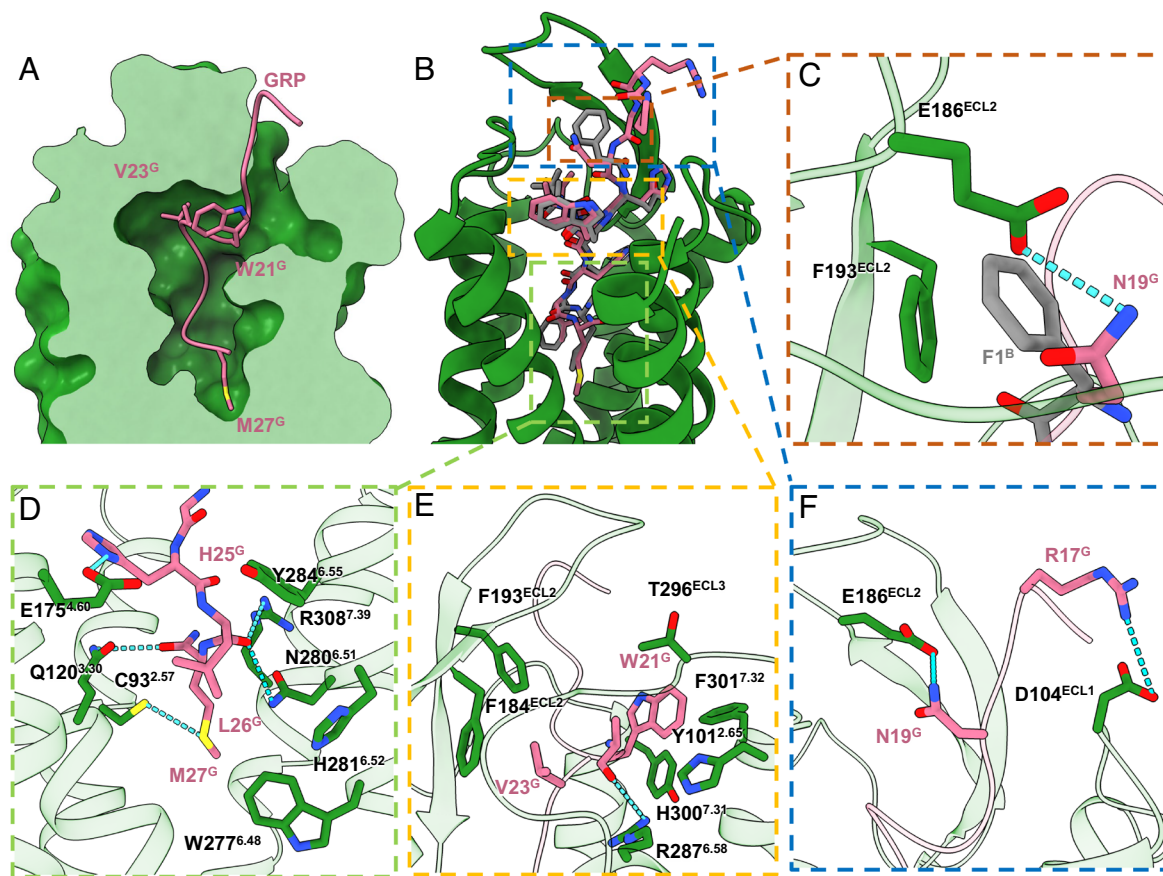 A
GRP
V23ᴳ
W21ᴳ
M27ᴳ
B
C
E186ᴱᶜᴸ²
F193ᴱᶜᴸ²
N19ᴳ
F1ᴮ
D
H25ᴳ
Y284⁶·⁵⁵
E175⁴·⁶⁰
R308⁷·³⁹
N280⁶·⁵¹
Q120³·³⁰
C93²·⁵⁷
L26ᴳ
M27ᴳ
H281⁶·⁵²
W277⁶·⁴⁸
E
F193ᴱᶜᴸ²
T296ᴱᶜᴸ³
W21ᴳ
F301⁷·³²
F184ᴱᶜᴸ²
Y101²·⁶⁵
V23ᴳ
H300⁷·³¹
R287⁶·⁵⁸
F
R17ᴳ
E186ᴱᶜᴸ²
D104ᴱᶜᴸ¹
N19ᴳ